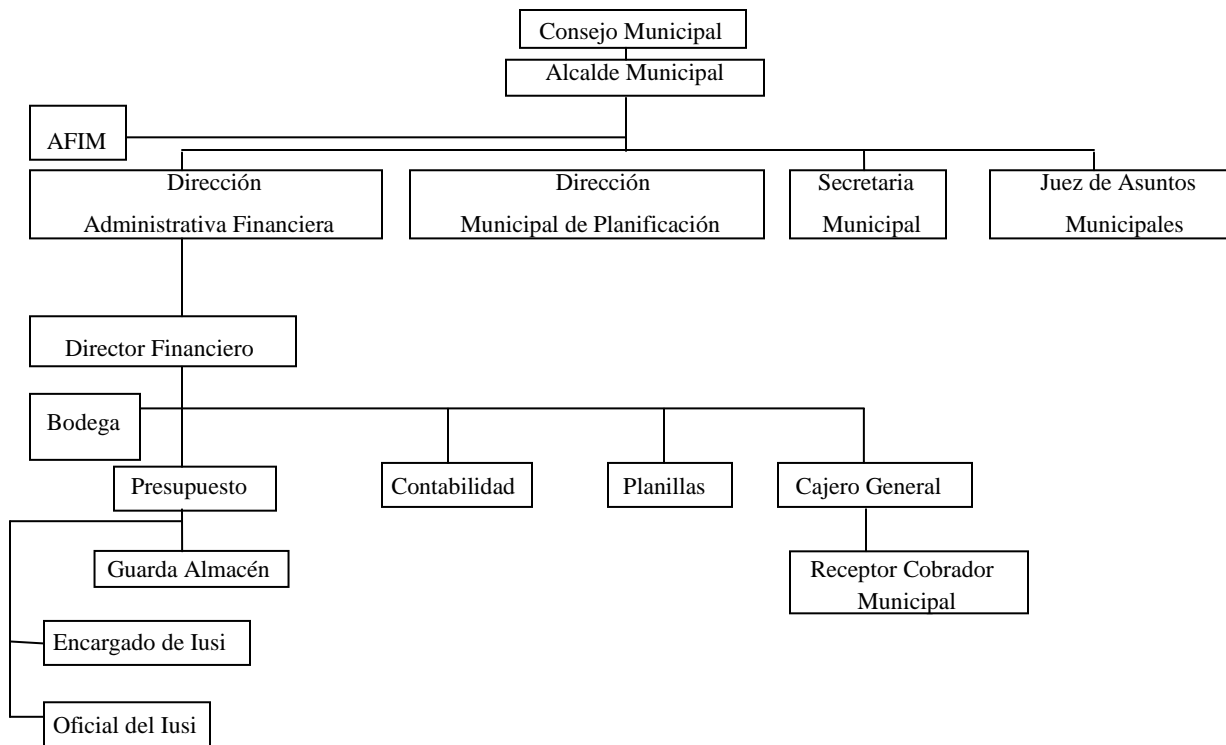 Consejo Municipal
Alcalde Municipal
AFIM
Dirección
Administrativa Financiera
Dirección
Municipal de Planificación
Secretaria
Municipal
Juez de Asuntos
Municipales
Director Financiero
Bodega
Presupuesto
Contabilidad
Planillas
Cajero General
Guarda Almacén
Receptor Cobrador
Municipal
Encargado de Iusi
Oficial del Iusi